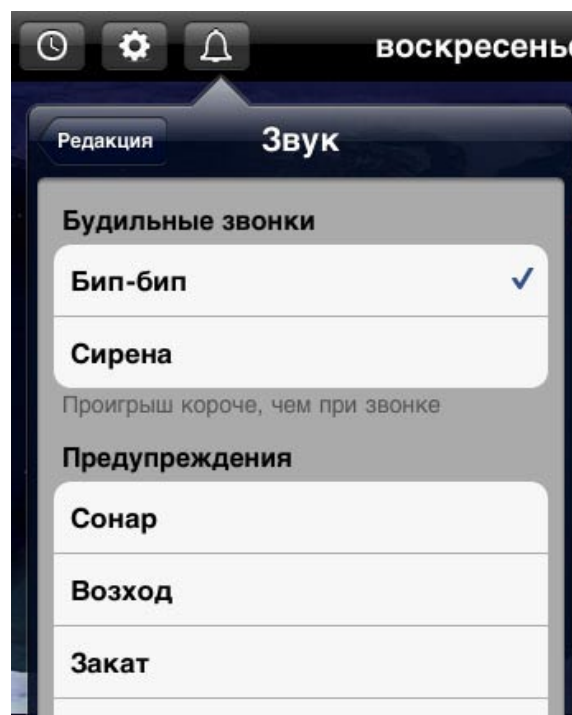 воскресень
Редакция
Звук
Будильные звонки
Бип-бип
Сирена
Проигрыш короче, чем при звонке
Предупреждения
Сонар
Возход
Закат